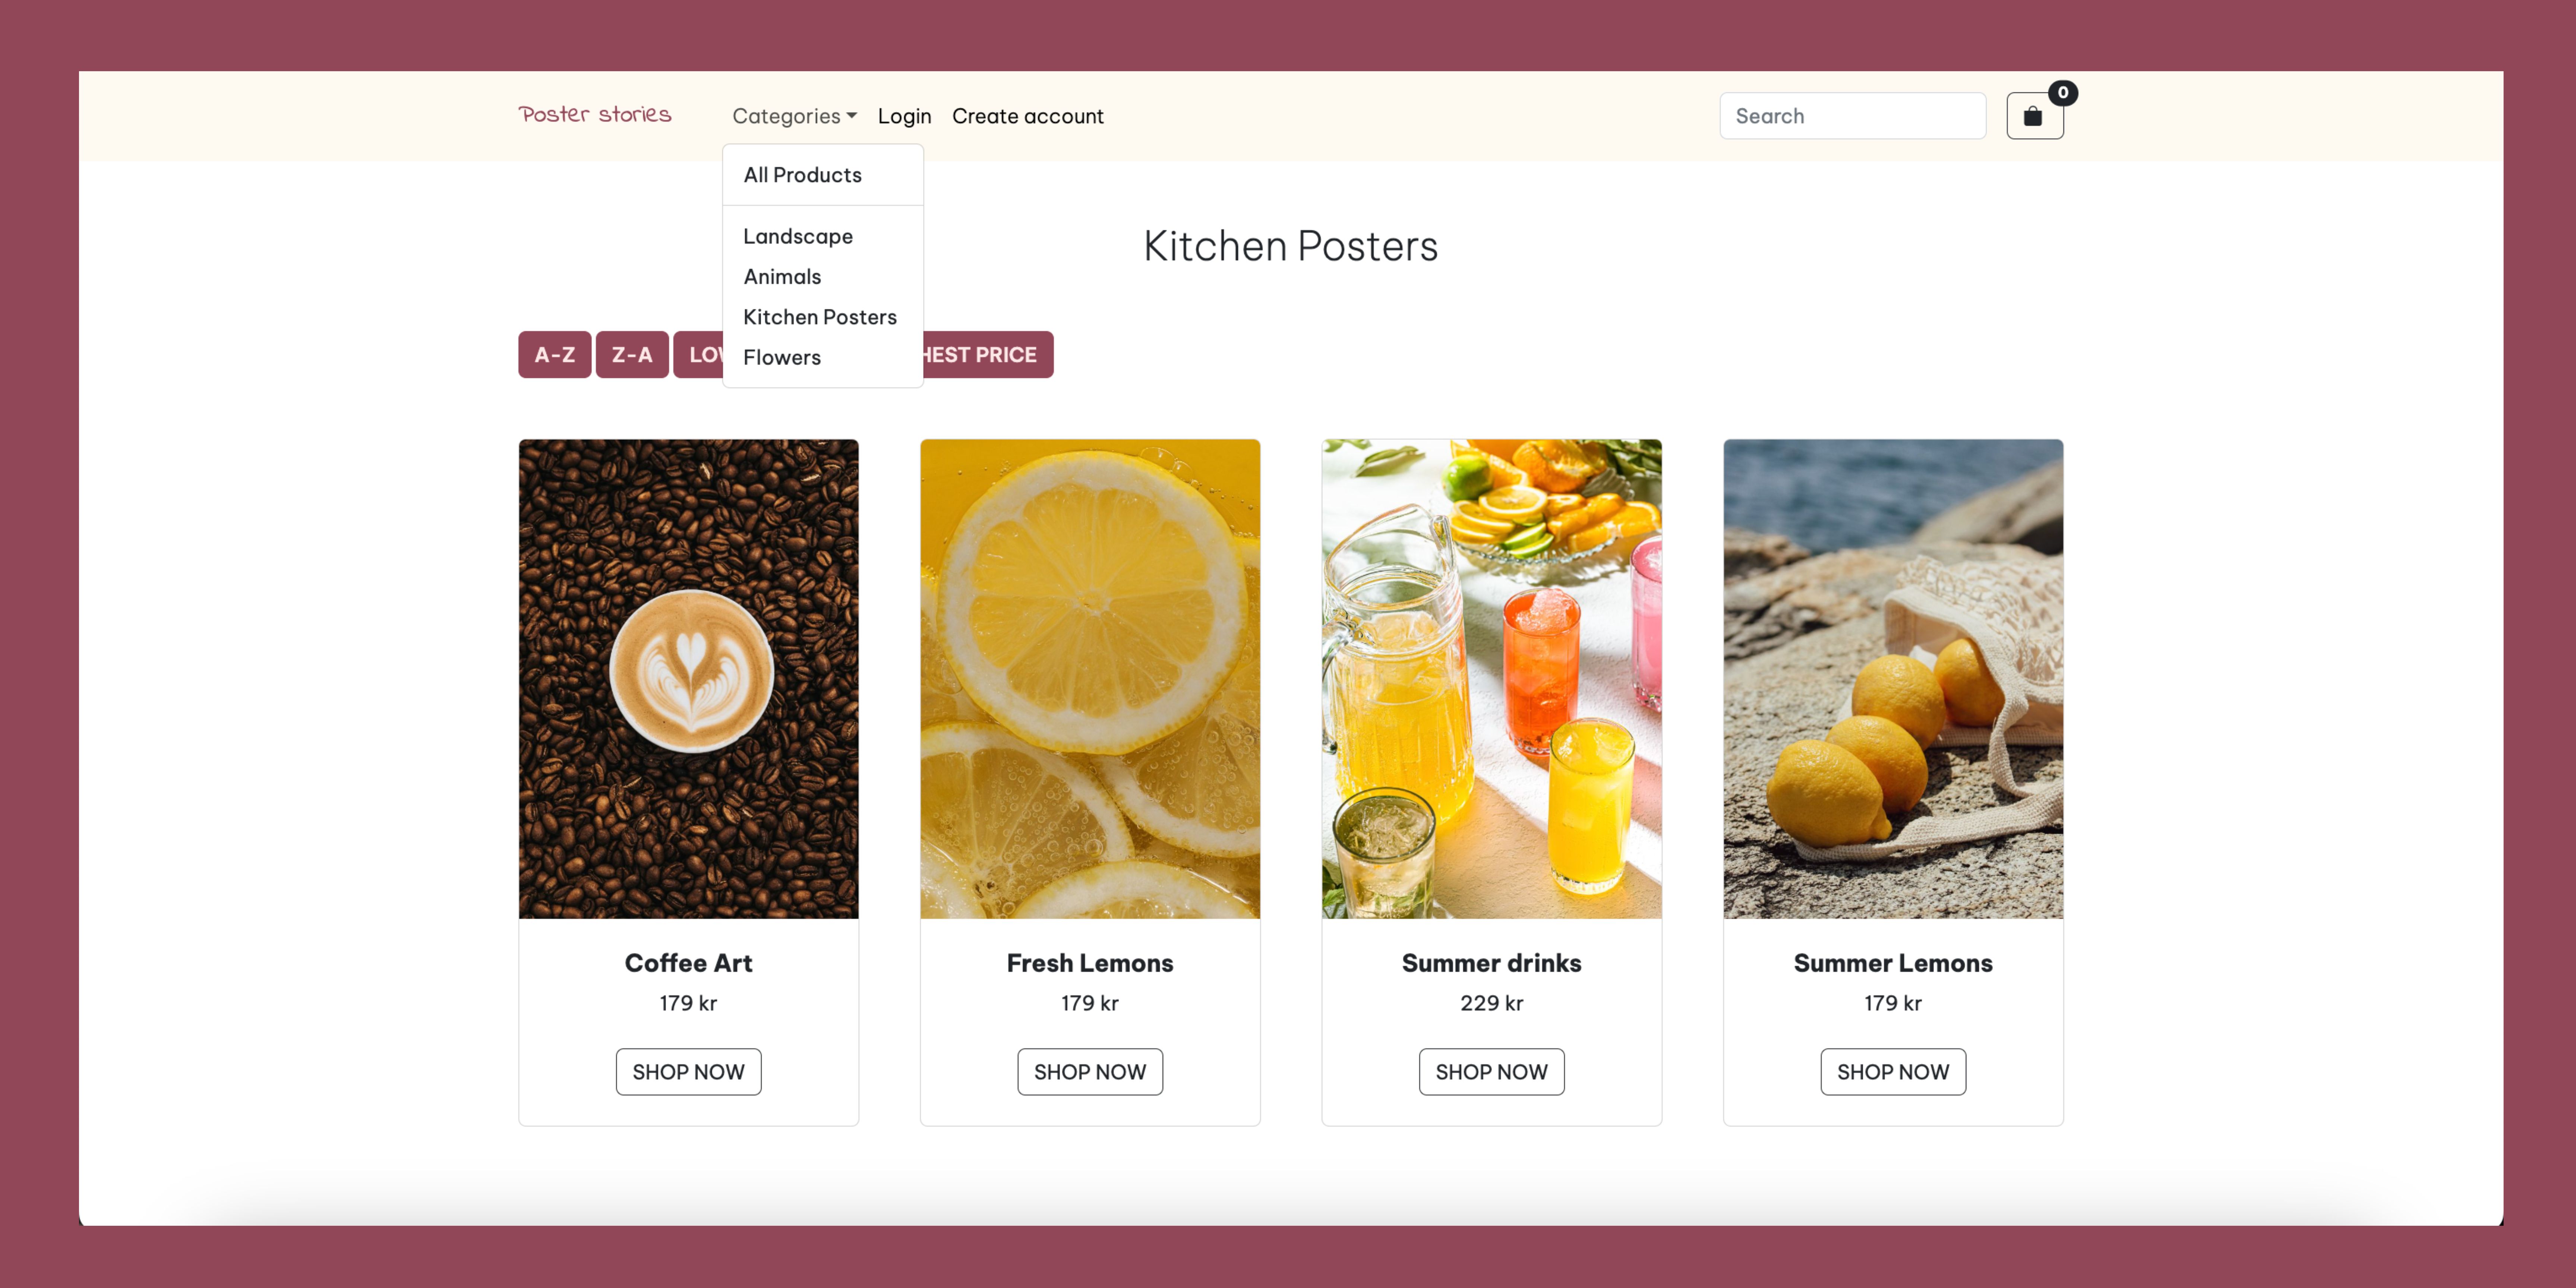 Poster stories
Categories Login Create account
Search
0
All Products
Landscape
Animals
Kitchen Posters
Flowers
Kitchen Posters
A-Z Z-A PRICE
Coffee Art
179 kr
SHOP NOW
Fresh Lemons
179 kr
SHOP NOW
Summer drinks
229 kr
SHOP NOW
Summer Lemons
179 kr
SHOP NOW